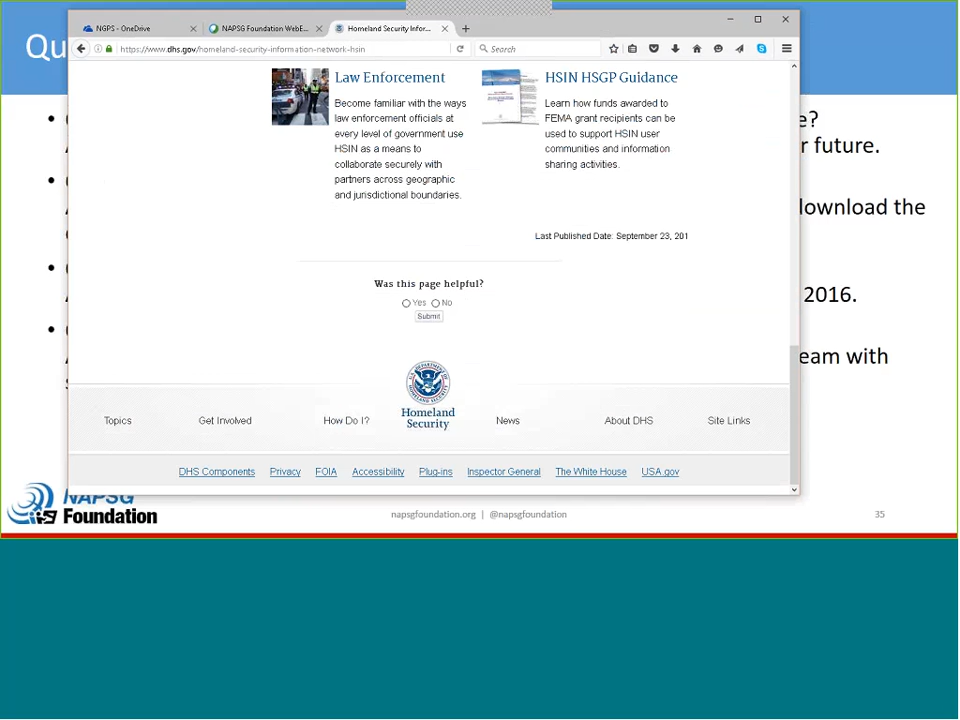 Qu
NGPS - OneDrive
NAPSG Foundation WebE...
Homeland Security Infor...
https://www.dhs.gov/homeland-security-information-network-hsin
Search
Law Enforcement
Become familiar with the ways
law enforcement officials at
every level of government use
HSIN as a means to
collaborate securely with
partners across geographic
and jurisdictional boundaries.
HSIN HSGP Guidance
Learn how funds awarded to
FEMA grant recipients can be
used to support HSIN user
communities and information
sharing activities.
e?
r future.
download the
2016.
eam with
Last Published Date: September 23, 201
Was this page helpful?
Yes No
Submit
Homeland
Security
Topics Get Involved How Do I? News About DHS Site Links
DHS Components Privacy FOIA Accessibility Plug-ins Inspector General The White House USA.gov
NAPSG
Foundation
napsgfoundation.org | @napsgfoundation
35